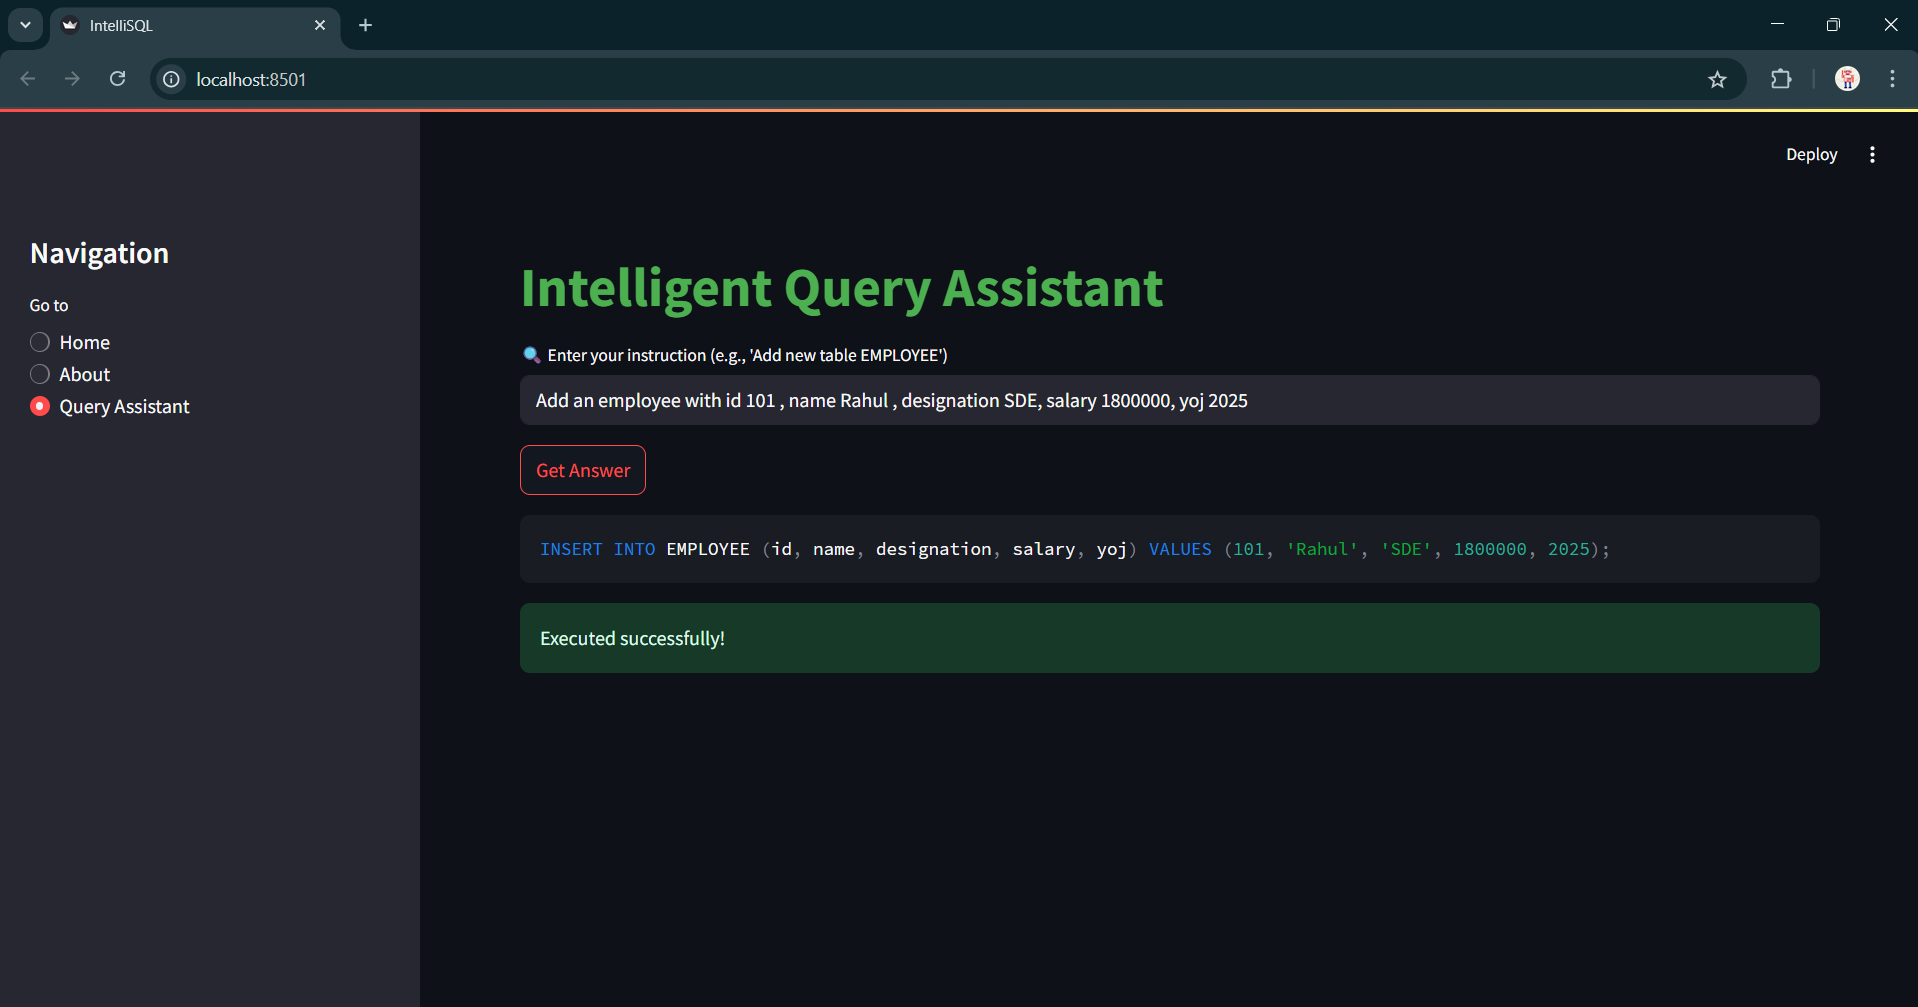 IntelliSQL
localhost:8501
Deploy
Navigation
Go to
Home
About
Query Assistant
Intelligent Query Assistant
Enter your instruction (e.g., 'Add new table EMPLOYEE')
Add an employee with id 101 , name Rahul , designation SDE, salary 1800000, yoj 2025
Get Answer
INSERT INTO EMPLOYEE (id, name, designation, salary, yoj) VALUES (101, 'Rahul', 'SDE', 1800000, 2025);
Executed successfully!